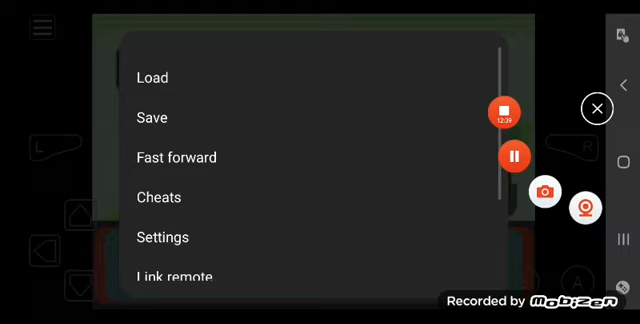 Load
Save
Fast forward
Cheats
Settings
Link remote
L
R
A
12:39
Recorded by Mobizen